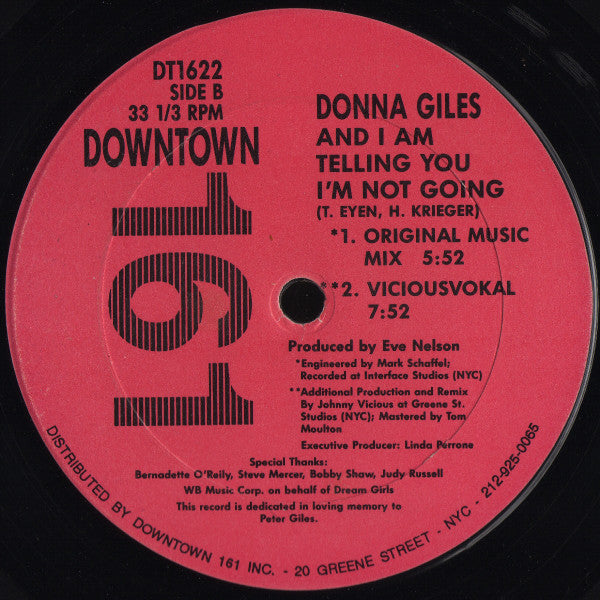 DT1622
SIDE B
33 1/3 RPM
DOWNTOWN
161
DONNA GILES
AND I AM
TELLING YOU
I'M NOT GOING
(T. EYEN, H. KRIEGER)
*1. ORIGINAL MUSIC
MIX 5:52
**2. VICIOUSVOKAL
7:52
Produced by Eve Nelson
*Engineered by Mark Schaffel;
Recorded at Interface Studios (NYC)
**Additional Production and Remix
By Johnny Vicious at Greene St.
Studios (NYC); Mastered by Tom
Moulton
Executive Producer: Linda Perrone
Special Thanks:
Bernadette O'Reily, Steve Mercer, Bobby Shaw, Judy Russell
WB Music Corp. on behalf of Dream Girls
This record is dedicated in loving memory to
Peter Giles.
DISTRIBUTED BY DOWNTOWN 161 INC. - 20 GREENE STREET - NYC - 212-925-0065